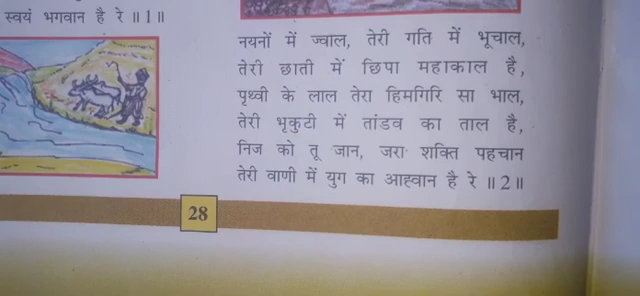 स्वयं भगवान है रे ॥1॥
नयनों में ज्वाल, तेरी गति में भूचाल,
तेरी छाती में छिपा महाकाल है,
पृथ्वी के लाल तेरा हिमगिरि सा भाल,
तेरी भृकुटी में तांडव का ताल है,
निज को तू जान, जरा शक्ति पहचान
तेरी वाणी में युग का आह्वान है रे ॥2॥
28